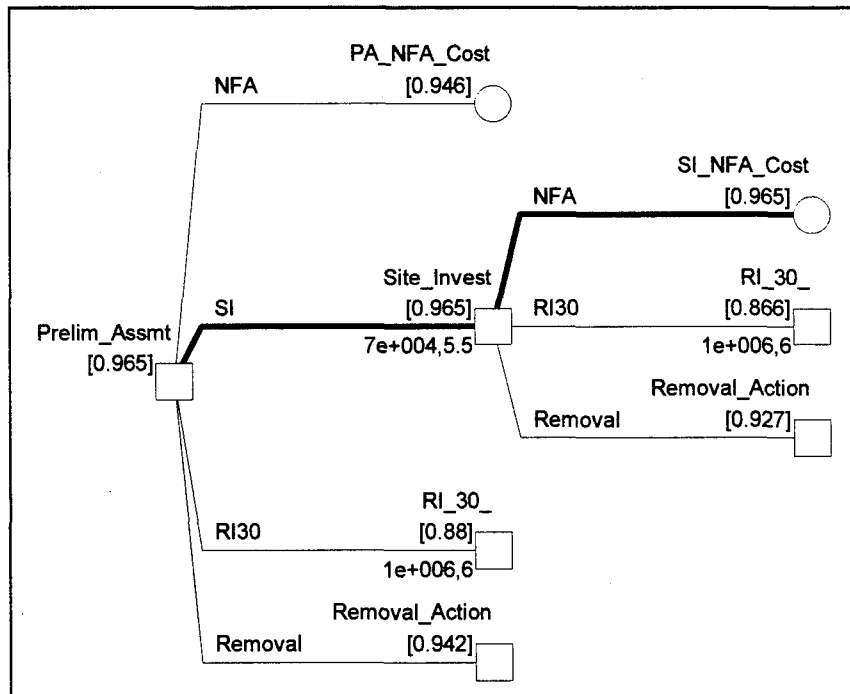 PA_NFA_Cost
NFA [0.946]
SI_NFA_Cost
NFA [0.965]
Site_Invest
SI [0.965]
7e+004,5.5
RI_30_
RI30 [0.866]
1e+006,6
Prelim_Assmt
[0.965]
Removal_Action
Removal [0.927]
RI_30_
RI30 [0.88]
1e+006,6
Removal_Action
Removal [0.942]